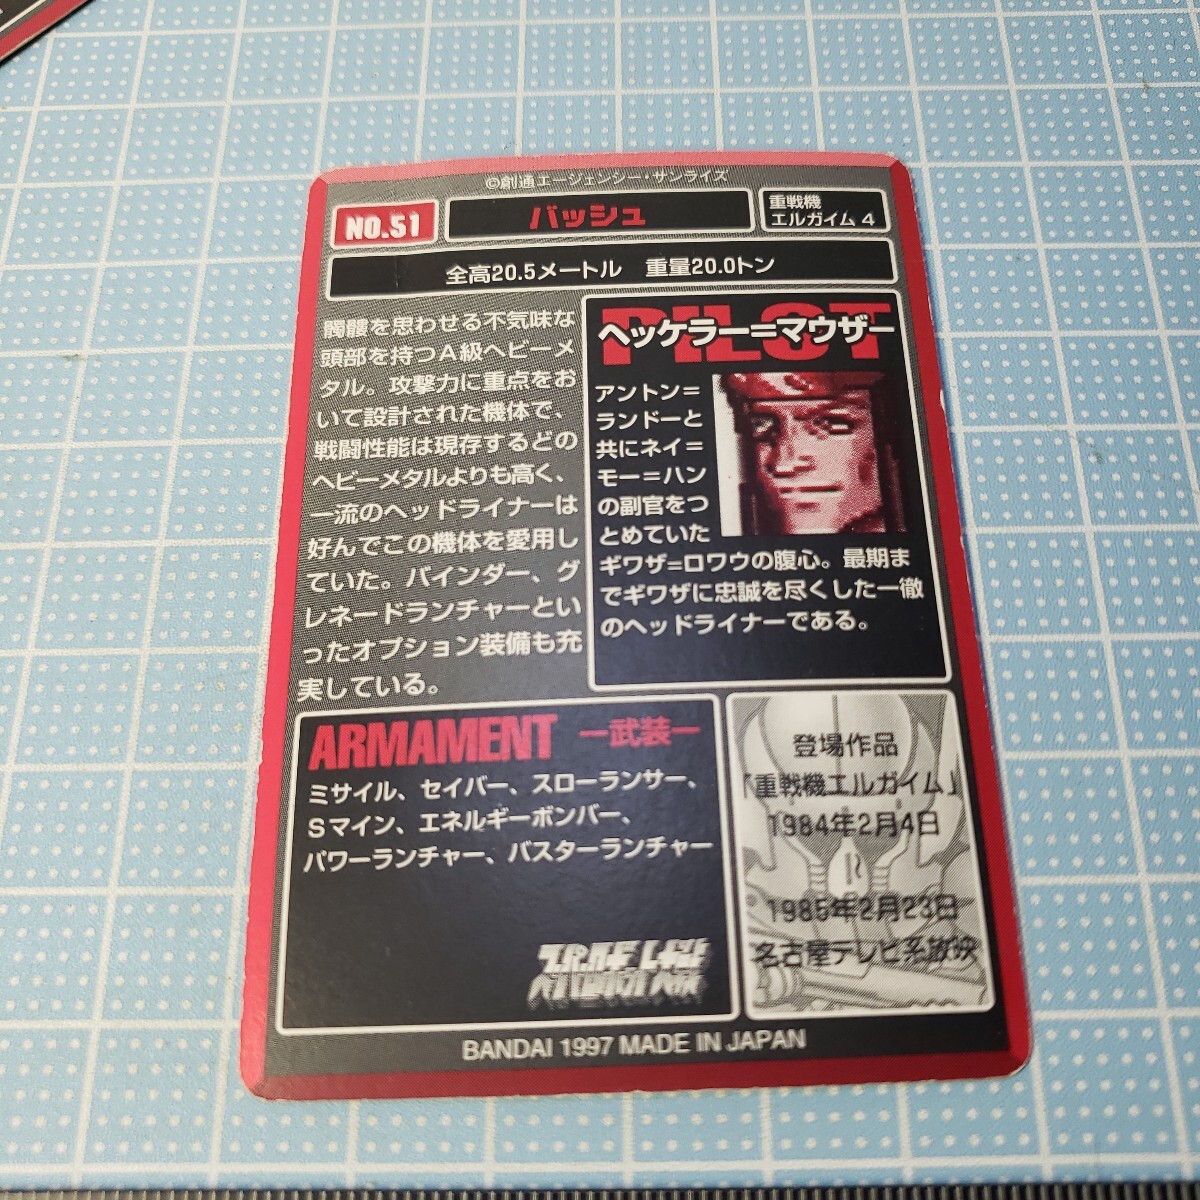 ©創通エージェンシー・サンライズ
NO.51
バッシュ
重戦機
エルガイム 4
全高20.5メートル 重量20.0トン
髑髏を思わせる不気味な
頭部を持つA級ヘビーメ
タル。攻撃力に重点をお
いて設計された機体で、
戦闘性能は現存するどの
ヘビーメタルよりも高く、
一流のヘッドライナーは
好んでこの機体を愛用し
ていた。バインダー、グ
レネードランチャーとい
ったオプション装備も充
実している。
PILOT
ヘッケラー=マウザー
アントン=
ランドーと
共にネイ=
モー=ハン
の副官をつ
とめていた
ギワザ=ロワウの腹心。最期ま
でギワザに忠誠を尽くした一徹
のヘッドライナーである。
ARMAMENT ー武装ー
ミサイル、セイバー、スローランサー、
Sマイン、エネルギーボンバー、
パワーランチャー、バスターランチャー
登場作品
「重戦機エルガイム」
1984年2月4日
≀
1985年2月23日
名古屋テレビ系放映
BANDAI 1997 MADE IN JAPAN